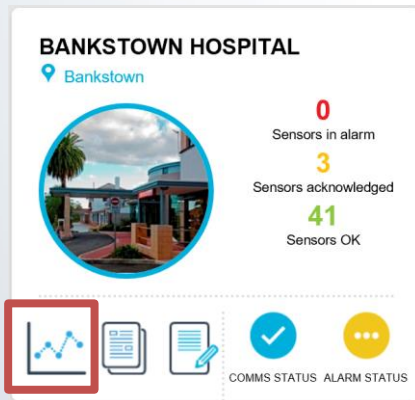 BANKSTOWN HOSPITAL
Bankstown
0
Sensors in alarm
3
Sensors acknowledged
41
Sensors OK
COMMS STATUS
ALARM STATUS